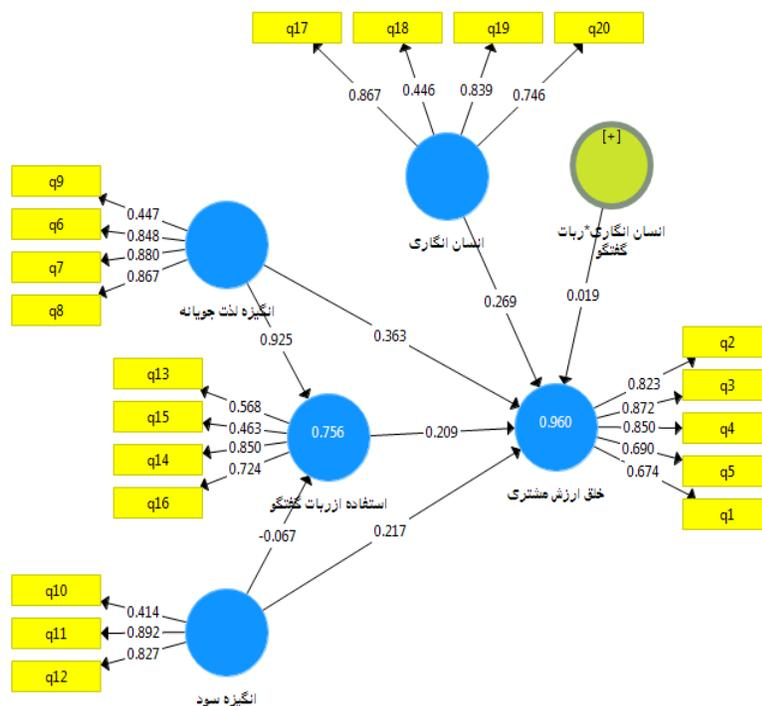 q17
q18
q19
q20
0.867
0.446
0.839
0.746
[+]
q9
q6
q7
q8
0.447
0.848
0.880
0.867
انگیزه لذت جویانه
انسان انگاری
انسان انگاری*ربات
گفتگو
0.925
0.363
0.269
0.019
q13
q15
q14
q16
0.568
0.463
0.850
0.724
0.756
استفاده ازربات گفتگو
0.209
0.960
خلق ارزش مشتری
0.823
0.872
0.850
0.690
0.674
q2
q3
q4
q5
q1
-0.067
0.217
q10
q11
q12
0.414
0.892
0.827
انگیزه سود